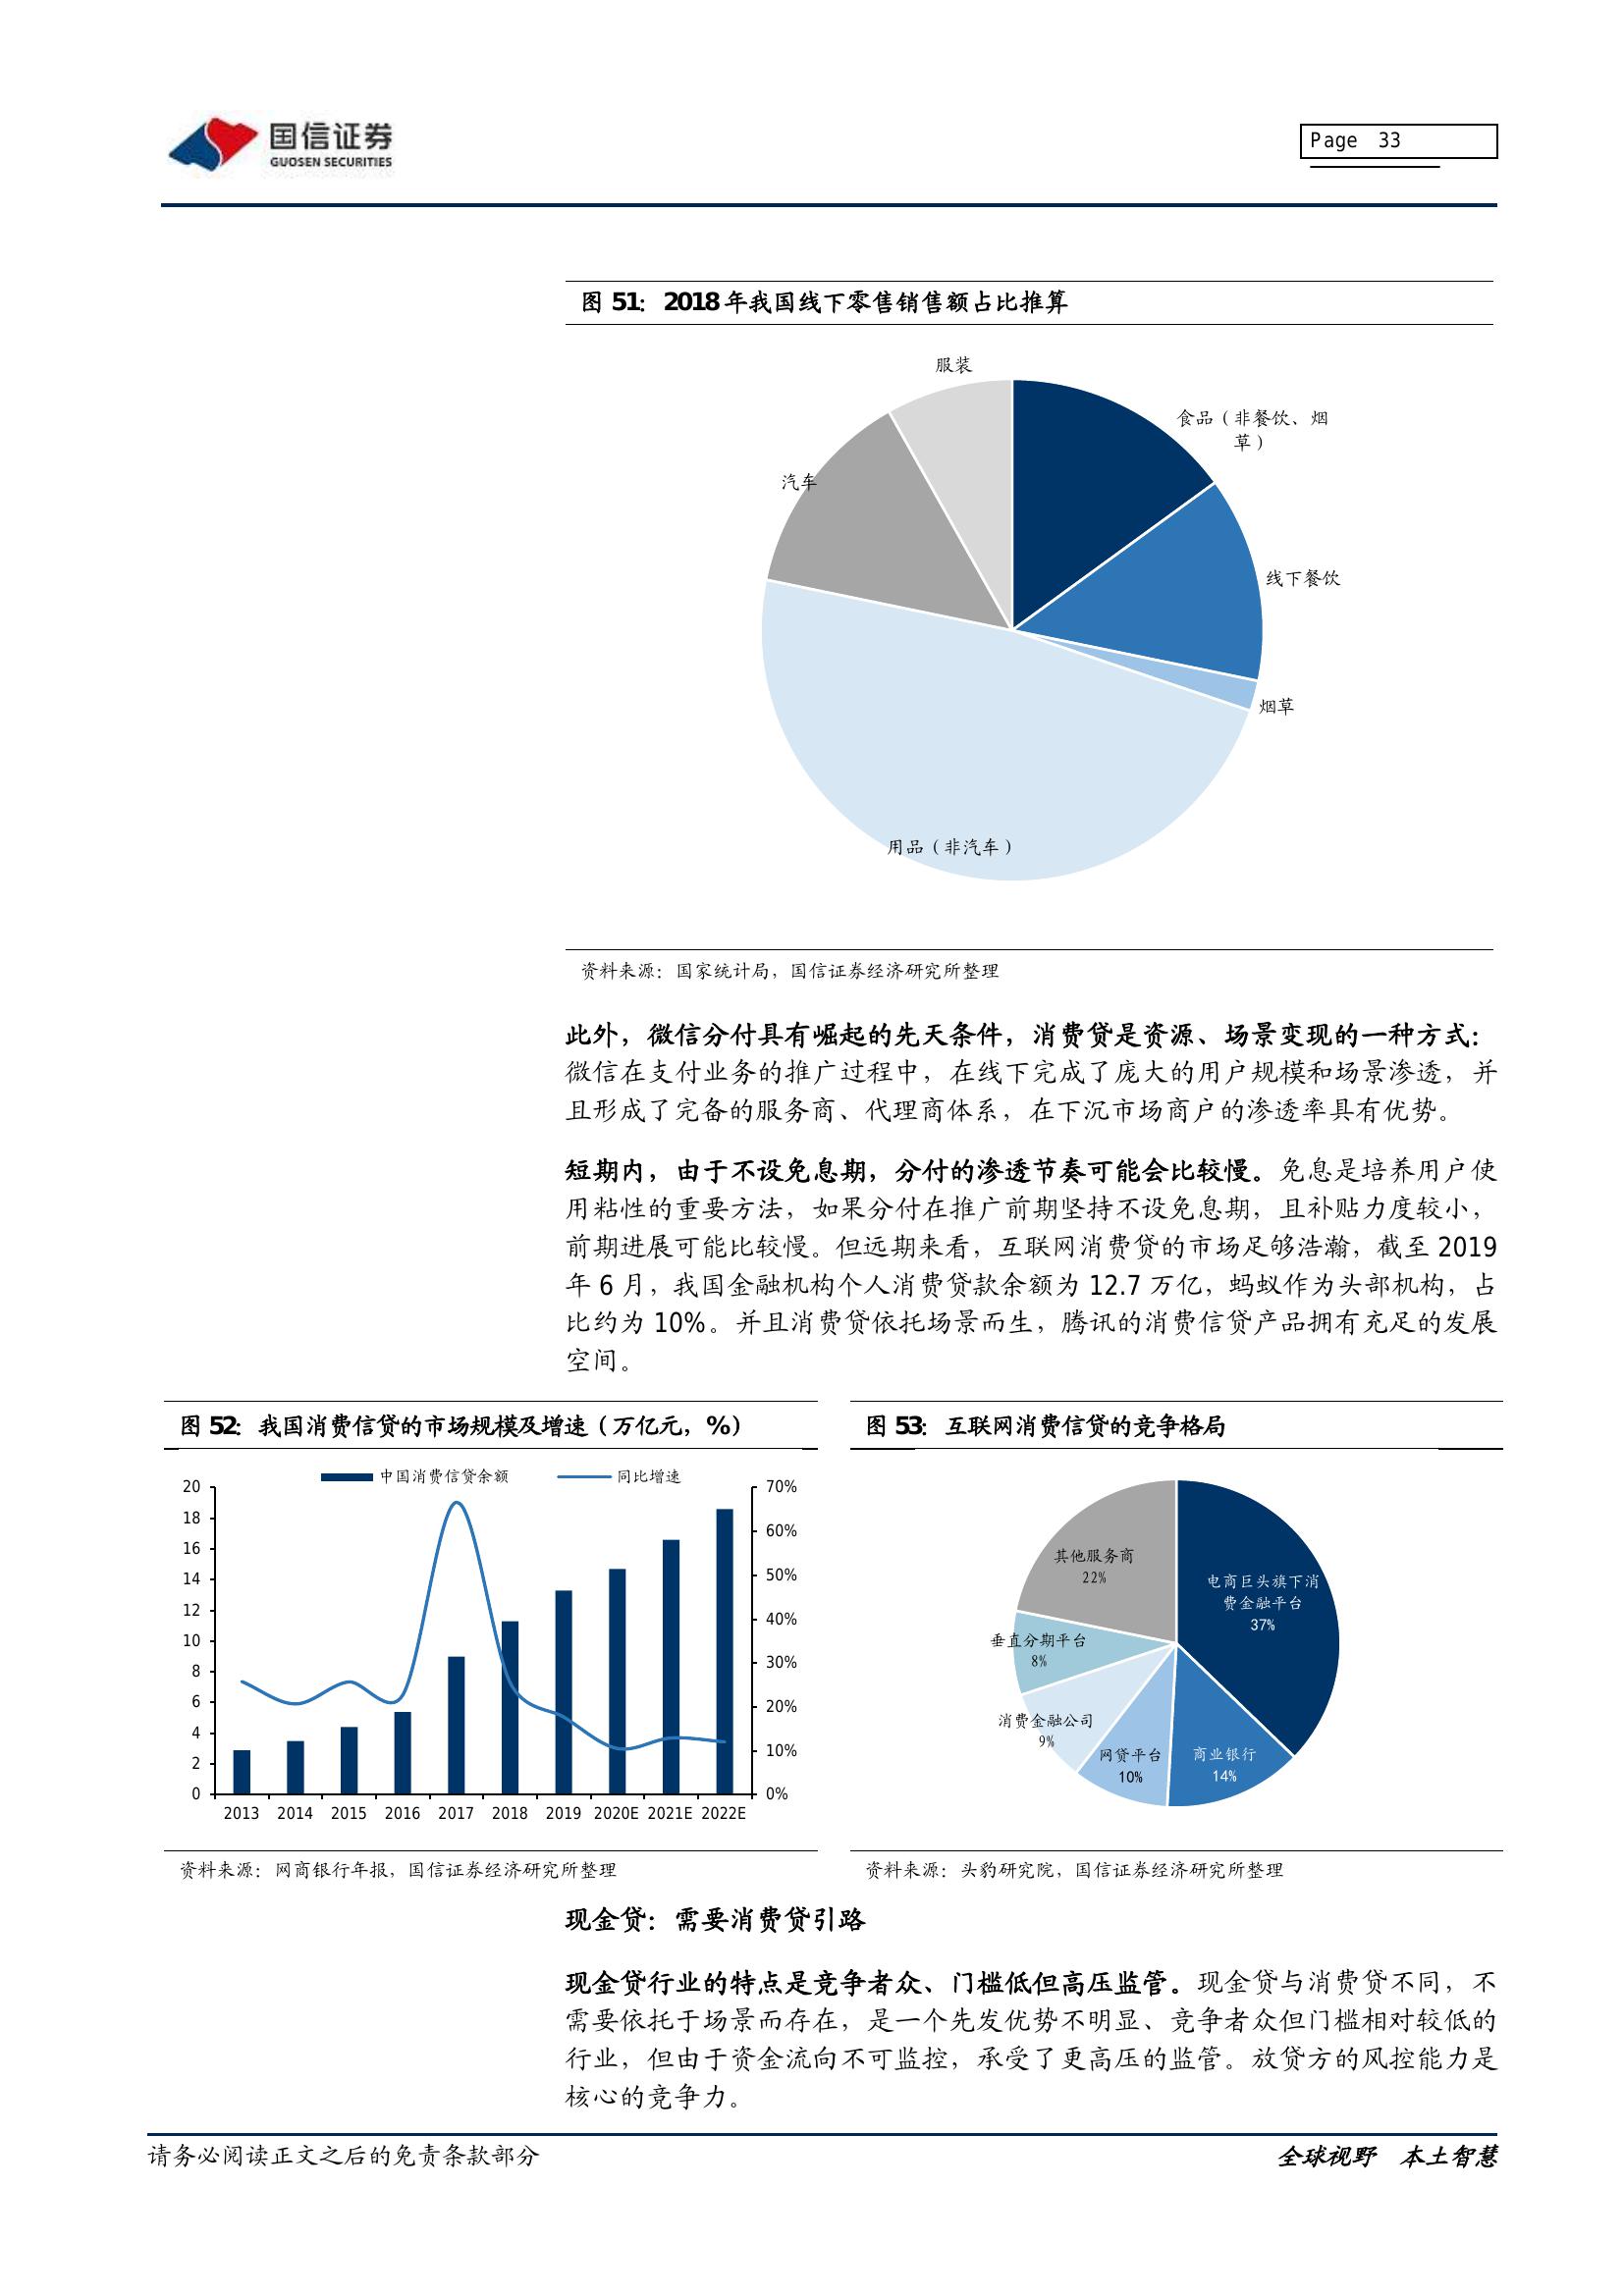 国信证券
GUOSEN SECURITIES
Page 33
图 51：2018 年我国线下零售销售额占比推算
服装
食品（非餐饮、烟
草）
汽车
线下餐饮
烟草
用品（非汽车）
资料来源：国家统计局，国信证券经济研究所整理
此外，微信分付具有崛起的先天条件，消费贷是资源、场景变现的一种方式：
微信在支付业务的推广过程中，在线下完成了庞大的用户规模和场景渗透，并
且形成了完备的服务商、代理商体系，在下沉市场商户的渗透率具有优势。
短期内，由于不设免息期，分付的渗透节奏可能会比较慢。免息是培养用户使
用粘性的重要方法，如果分付在推广前期坚持不设免息期，且补贴力度较小，
前期进展可能比较慢。但远期来看，互联网消费贷的市场足够浩瀚，截至 2019
年 6 月，我国金融机构个人消费贷款余额为 12.7 万亿，蚂蚁作为头部机构，占
比约为 10%。并且消费贷依托场景而生，腾讯的消费信贷产品拥有充足的发展
空间。
图 52：我国消费信贷的市场规模及增速（万亿元，%）
中国消费信贷余额 同比增速
20
18
16
14
12
10
8
6
4
2
0
70%
60%
50%
40%
30%
20%
10%
0%
2013 2014 2015 2016 2017 2018 2019 2020E 2021E 2022E
资料来源：网商银行年报，国信证券经济研究所整理
图 53：互联网消费信贷的竞争格局
其他服务商
22%
电商巨头旗下消
费金融平台
37%
垂直分期平台
8%
消费金融公司
9%
网贷平台
10%
商业银行
14%
资料来源：头豹研究院，国信证券经济研究所整理
现金贷：需要消费贷引路
现金贷行业的特点是竞争者众、门槛低但高压监管。现金贷与消费贷不同，不
需要依托于场景而存在，是一个先发优势不明显、竞争者众但门槛相对较低的
行业，但由于资金流向不可监控，承受了更高压的监管。放贷方的风控能力是
核心的竞争力。
请务必阅读正文之后的免责条款部分
全球视野 本土智慧